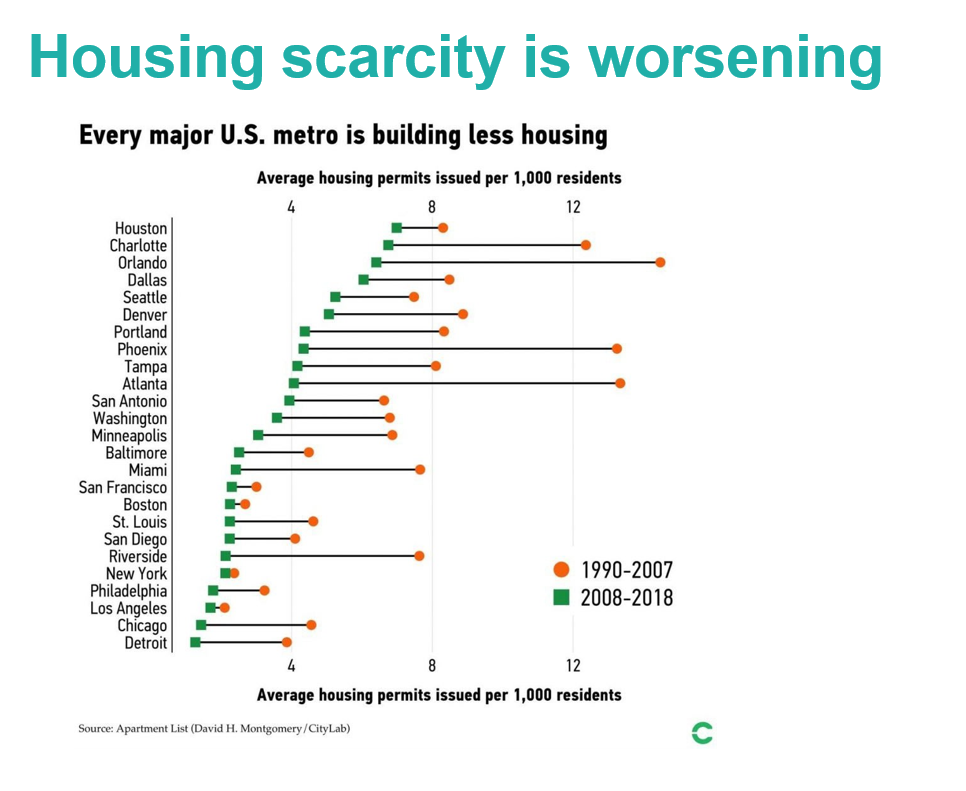 Housing scarcity is worsening
Every major U.S. metro is building less housing
Average housing permits issued per 1,000 residents
4 8 12
Houston
Charlotte
Orlando
Dallas
Seattle
Denver
Portland
Phoenix
Tampa
Atlanta
San Antonio
Washington
Minneapolis
Baltimore
Miami
San Francisco
Boston
St. Louis
San Diego
Riverside
New York
Philadelphia
Los Angeles
Chicago
Detroit
1990-2007
2008-2018
4 8 12
Average housing permits issued per 1,000 residents
Source: Apartment List (David H. Montgomery/CityLab)